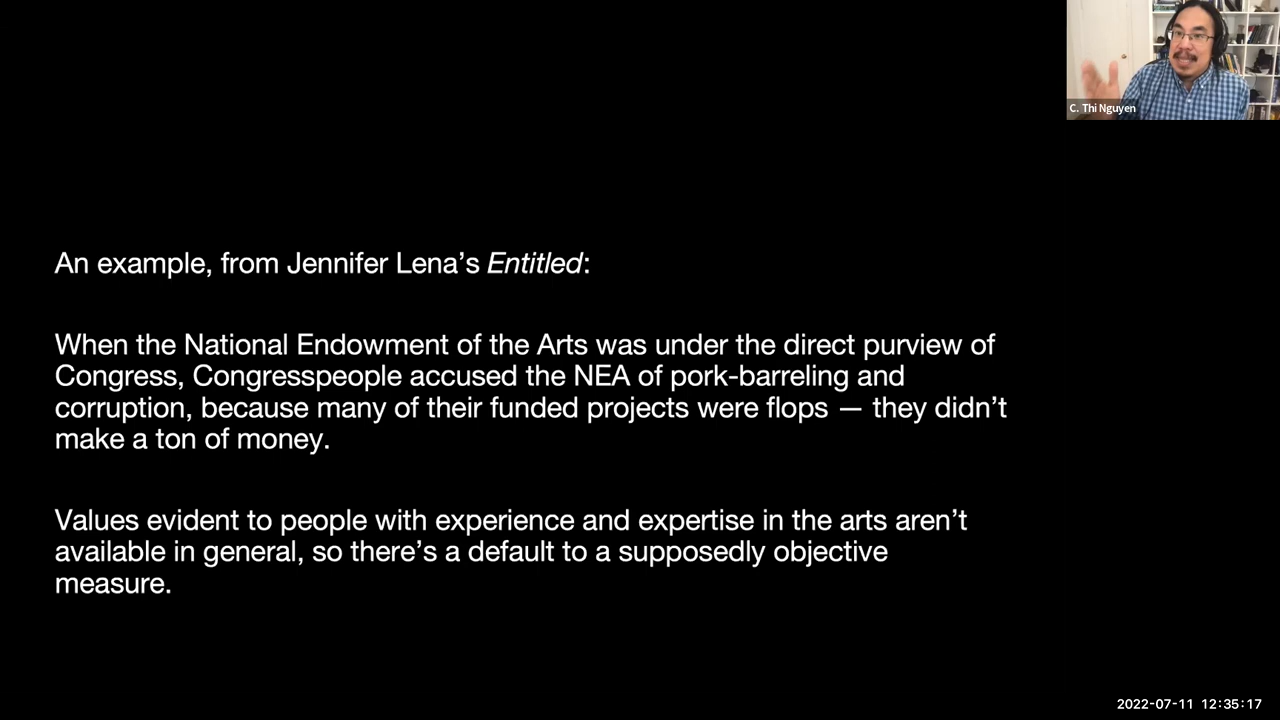 C. Thi Nguyen
An example, from Jennifer Lena’s Entitled:
When the National Endowment of the Arts was under the direct purview of
Congress, Congresspeople accused the NEA of pork-barreling and
corruption, because many of their funded projects were flops — they didn’t
make a ton of money.
Values evident to people with experience and expertise in the arts aren’t
available in general, so there’s a default to a supposedly objective
measure.
2022-07-11 12:35:17